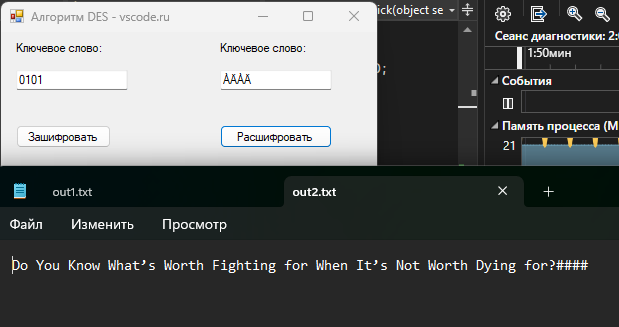 Алгоритм DES - vscode.ru
Ключевое слово:
Ключевое слово:
0101
ÀÄÀÄ
Зашифровать
Расшифровать
ick(object se
);
Сеанс диагностики: 2:
1:50мин
События
Память процесса (М
21
out1.txt
out2.txt
Файл
Изменить
Просмотр
Do You Know What’s Worth Fighting for When It’s Not Worth Dying for?####